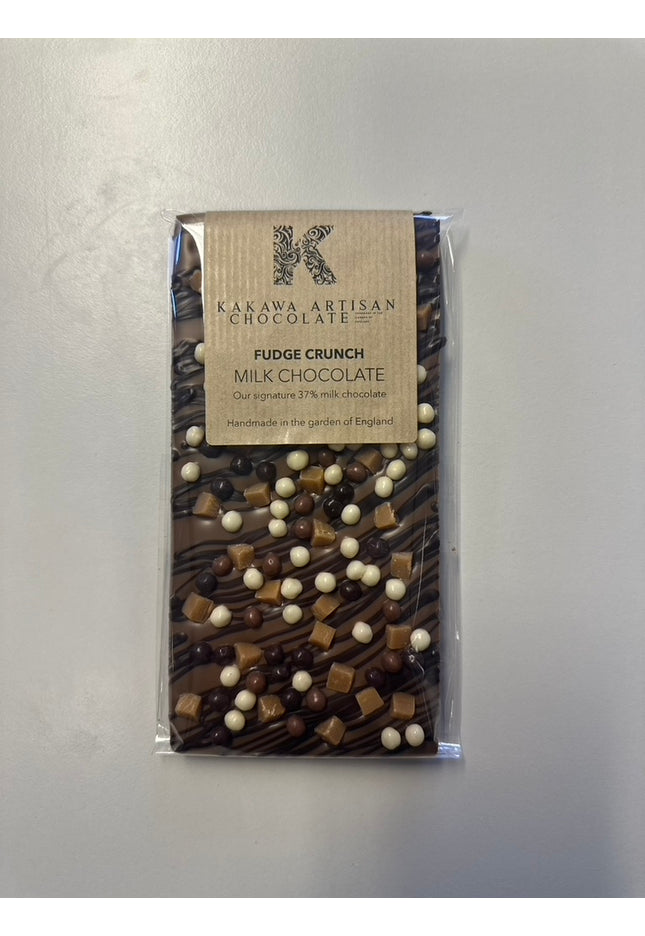 K
KAKAWA ARTISAN
CHOCOLATE
FUDGE CRUNCH
MILK CHOCOLATE
Our signature 37% milk chocolate
Handmade in the garden of England